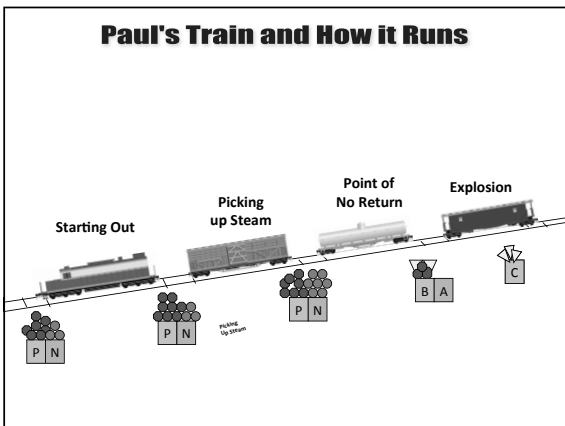 Paul's Train and How it Runs
Starting Out
Picking
up Steam
Point of
No Return
Explosion
P N
P N
Picking
Up Steam
P N
B A
C